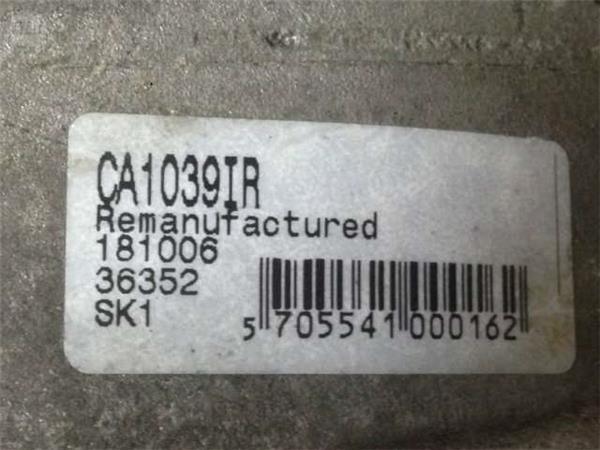 CA1039IR
Remanufactured
181006
36352
SK1
5 705541 000162